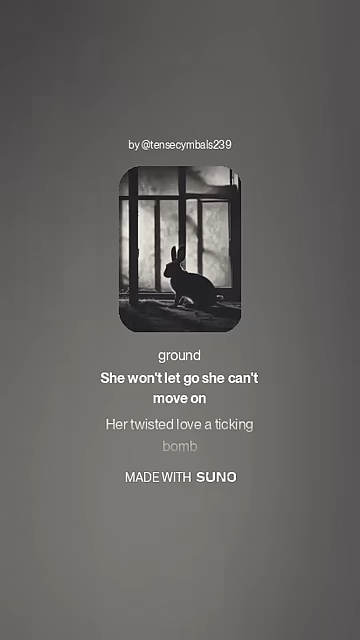 by @tensecymbals239
ground
She won't let go she can't
move on
Her twisted love a ticking
bomb
MADE WITH SUNO